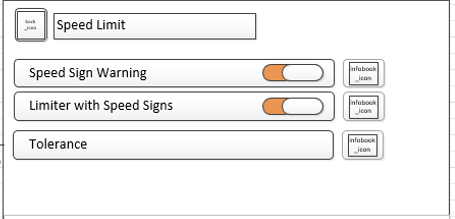 back
_icon
Speed Limit
Speed Sign Warning
infobook
_icon
Limiter with Speed Signs
infobook
_icon
Tolerance
infobook
_icon